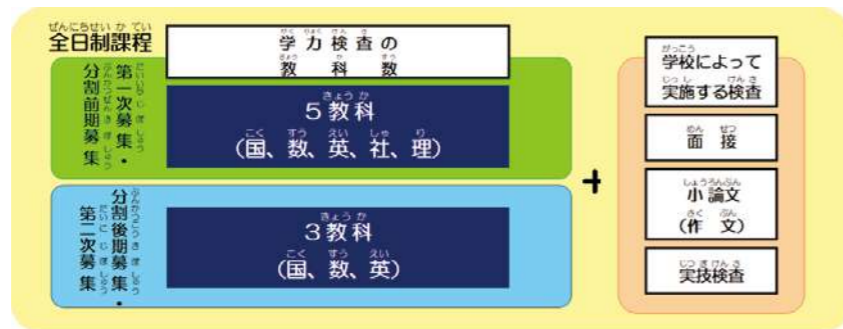 全日制課程
学力検査の
教科数
第一次募集・
分割前期募集
5教科
(国、数、英、社、理)
分割後期募集・
第二次募集
3教科
(国、数、英)
+
学校によって
実施する検査
面接
小論文
(作文)
実技検査